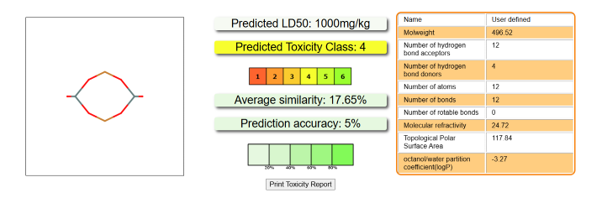 Predicted LD50: 1000mg/kg
Predicted Toxicity Class: 4
1 2 3 4 5 6
Average similarity: 17.65%
Prediction accuracy: 5%
20% 40% 60% 80%
Print Toxicity Report
Name User defined
Molweight 496.52
Number of hydrogen 12
bond acceptors
Number of hydrogen 4
bond donors
Number of atoms 12
Number of bonds 12
Number of rotable bonds 0
Molecular refractivity 24.72
Topological Polar 117.84
Surface Area
octanol/water partition -3.27
coefficient(logP)